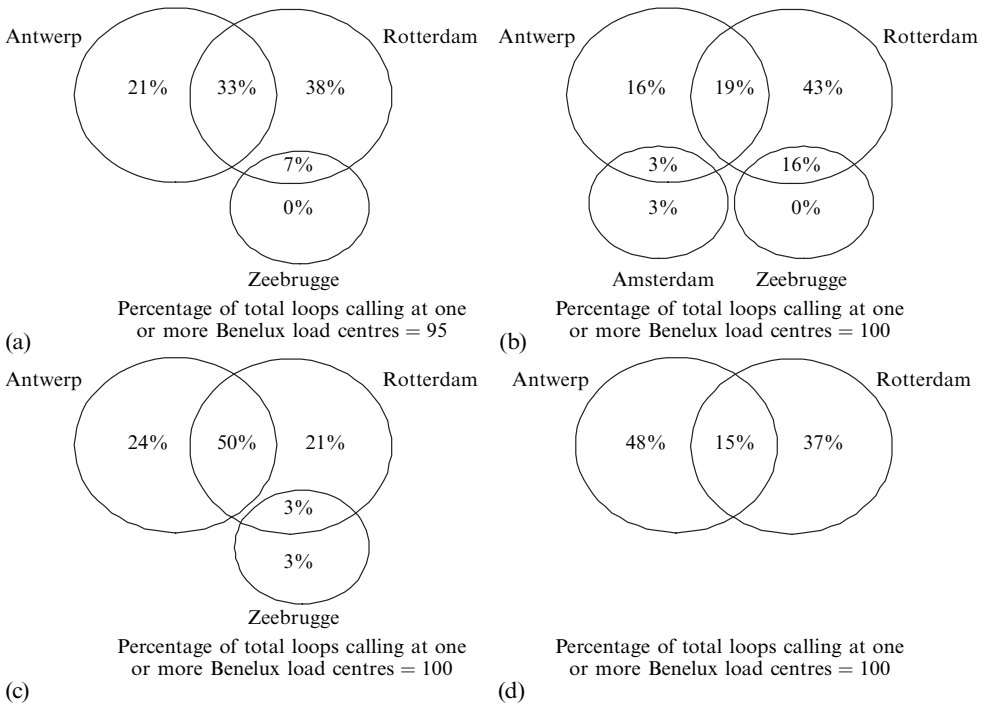 Antwerp
Rotterdam
21%
33%
38%
7%
0%
Zeebrugge
Percentage of total loops calling at one
or more Benelux load centres = 95
(a)
Antwerp
Rotterdam
16%
19%
43%
3%
16%
3%
0%
Amsterdam
Zeebrugge
Percentage of total loops calling at one
or more Benelux load centres = 100
(b)
Antwerp
Rotterdam
24%
50%
21%
3%
3%
Zeebrugge
Percentage of total loops calling at one
or more Benelux load centres = 100
(c)
Antwerp
Rotterdam
48%
15%
37%
Percentage of total loops calling at one
or more Benelux load centres = 100
(d)